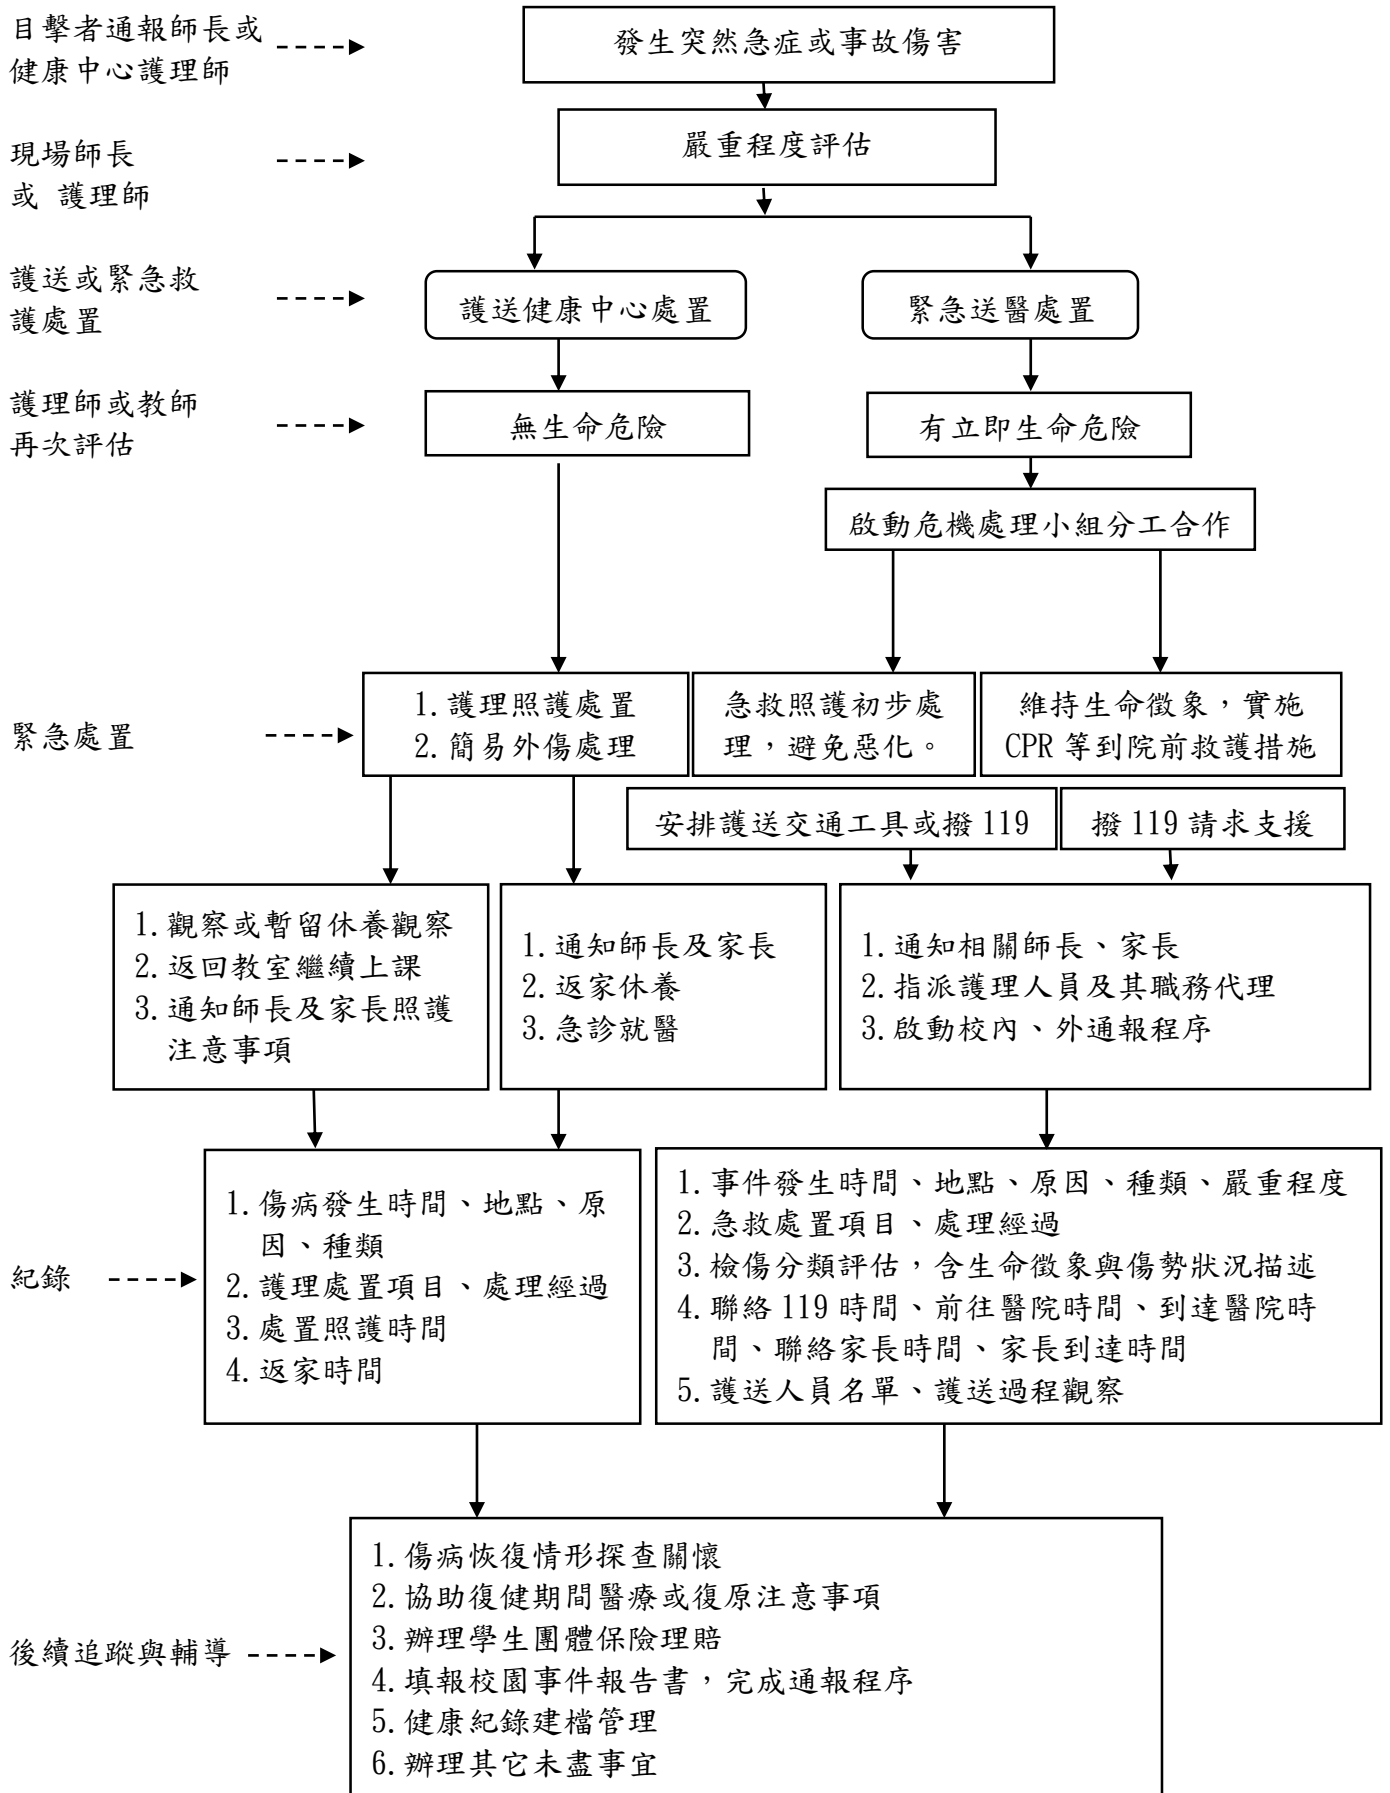 目擊者通報師長或
健康中心護理師
發生突然急症或事故傷害
現場師長
或 護理師
嚴重程度評估
護送或緊急救
護處置
護送健康中心處置
緊急送醫處置
護理師或教師
再次評估
無生命危險
有立即生命危險
啟動危機處理小組分工合作
緊急處置
1.護理照護處置
2.簡易外傷處理
急救照護初步處
理，避免惡化。
維持生命徵象，實施
CPR 等到院前救護措施
安排護送交通工具或撥 119
撥 119 請求支援
1.觀察或暫留休養觀察
2.返回教室繼續上課
3.通知師長及家長照護
注意事項
1.通知師長及家長
2.返家休養
3.急診就醫
1.通知相關師長、家長
2.指派護理人員及其職務代理
3.啟動校內、外通報程序
紀錄
1.傷病發生時間、地點、原
因、種類
2.護理處置項目、處理經過
3.處置照護時間
4.返家時間
1.事件發生時間、地點、原因、種類、嚴重程度
2.急救處置項目、處理經過
3.檢傷分類評估，含生命徵象與傷勢狀況描述
4.聯絡 119 時間、前往醫院時間、到達醫院時
間、聯絡家長時間、家長到達時間
5.護送人員名單、護送過程觀察
後續追蹤與輔導
1.傷病恢復情形探查關懷
2.協助復健期間醫療或復原注意事項
3.辦理學生團體保險理賠
4.填報校園事件報告書，完成通報程序
5.健康紀錄建檔管理
6.辦理其它未盡事宜